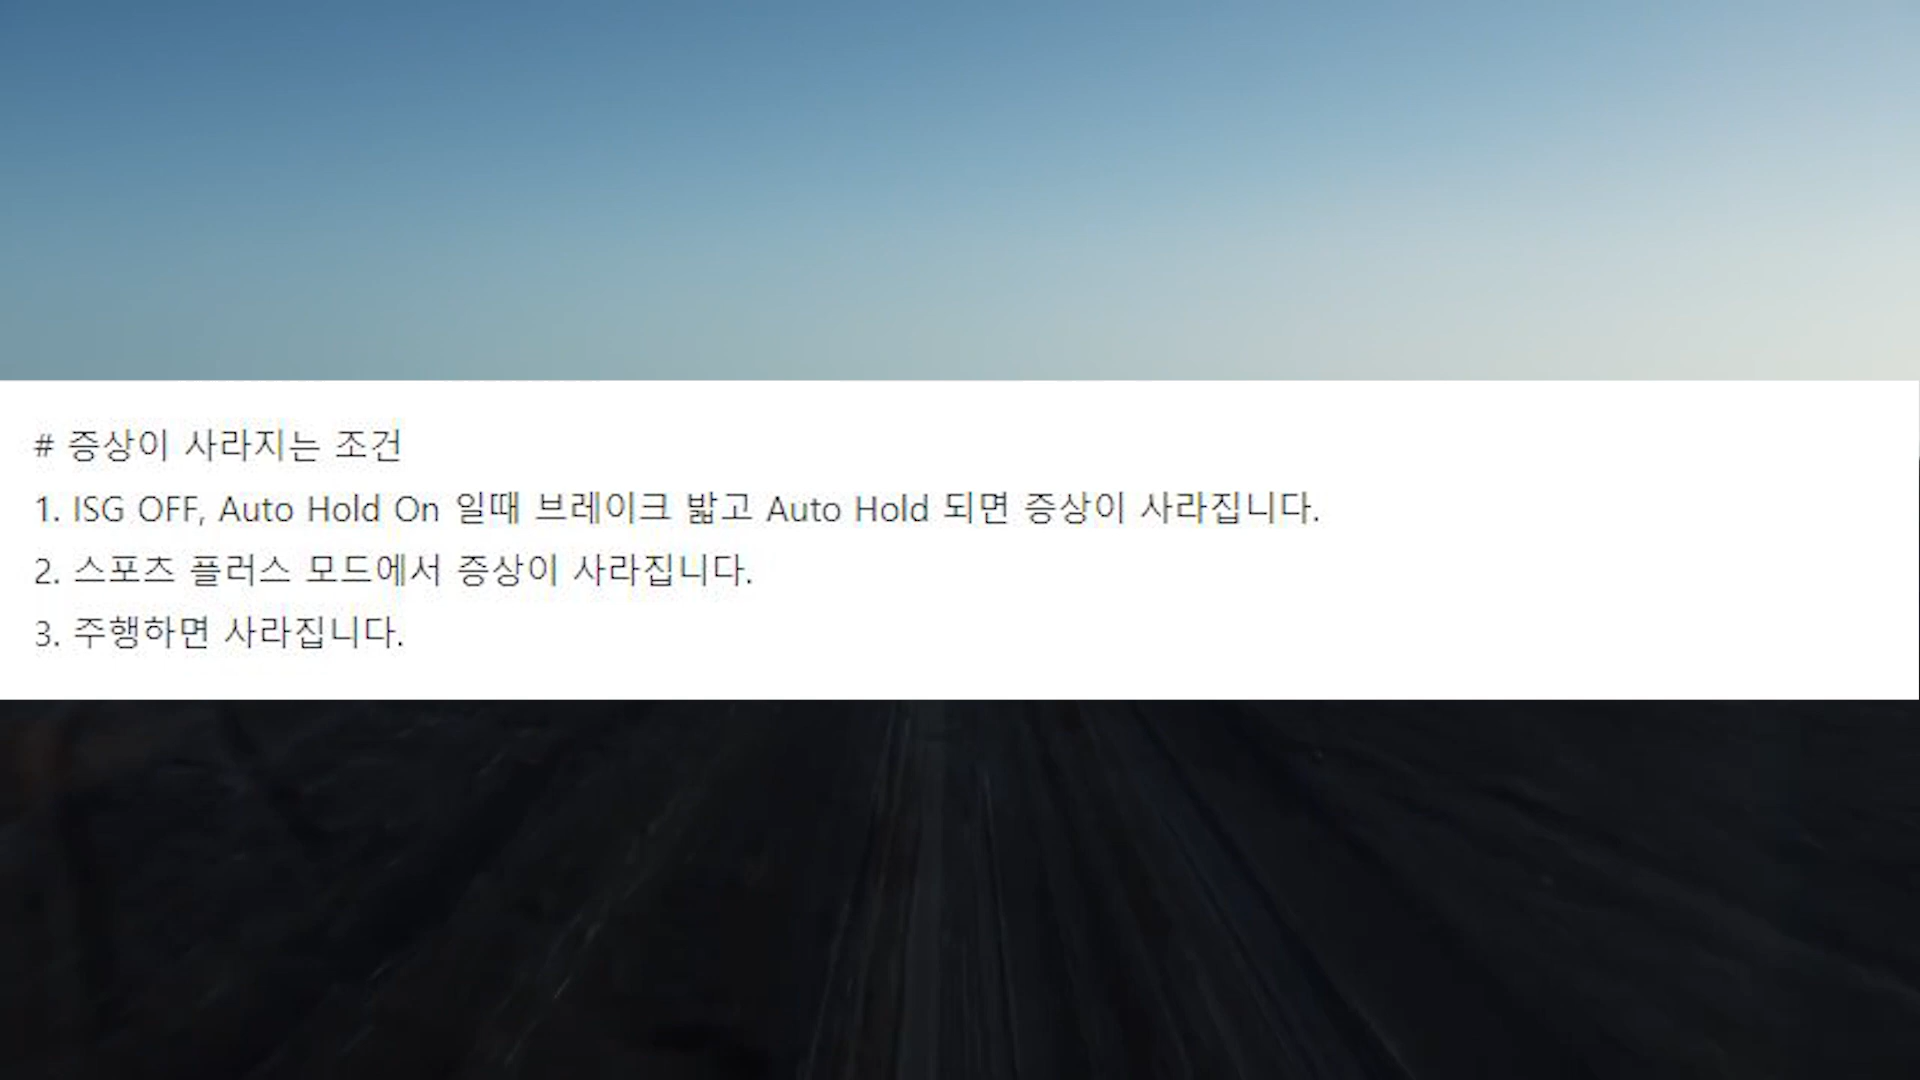 # 증상이 사라지는 조건
1. ISG OFF, Auto Hold On 일때 브레이크 밟고 Auto Hold 되면 증상이 사라집니다.
2. 스포츠 플러스 모드에서 증상이 사라집니다.
3. 주행하면 사라집니다.